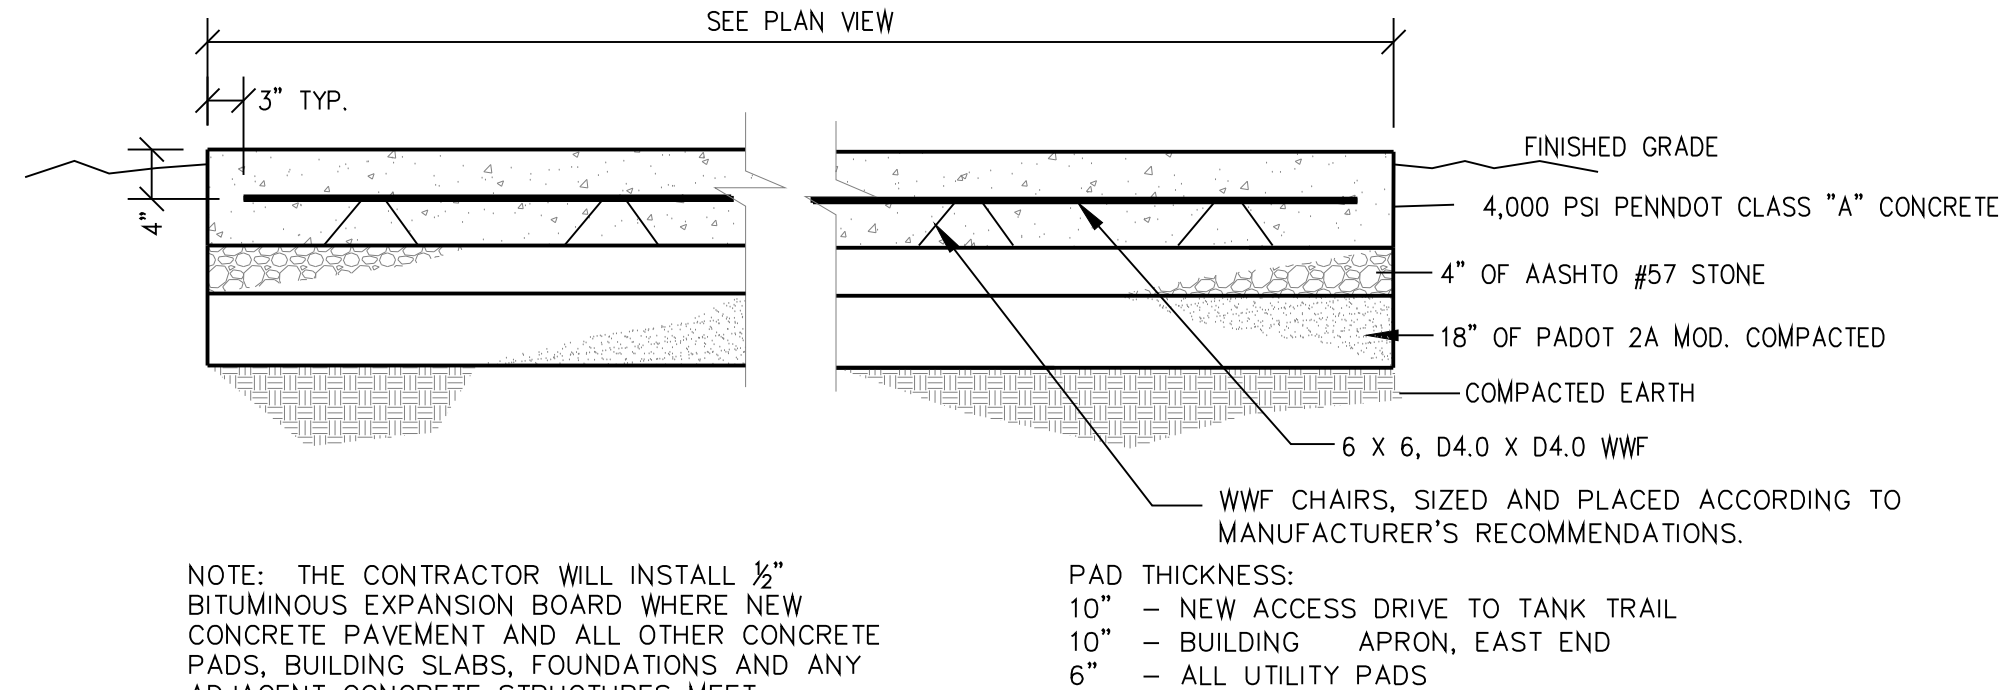 SEE PLAN VIEW
3" TYP.
4"
FINISHED GRADE
4,000 PSI PENNDOT CLASS "A" CONCRETE
4" OF AASHTO #57 STONE
18" OF PADOT 2A MOD. COMPACTED
COMPACTED EARTH
6 X 6, D4.0 X D4.0 WWF
WWF CHAIRS, SIZED AND PLACED ACCORDING TO
MANUFACTURER'S RECOMMENDATIONS.
NOTE: THE CONTRACTOR WILL INSTALL ½"
BITUMINOUS EXPANSION BOARD WHERE NEW
CONCRETE PAVEMENT AND ALL OTHER CONCRETE
PADS, BUILDING SLABS, FOUNDATIONS AND ANY
ADJACENT CONCRETE STRUCTURES MEET
PAD THICKNESS:
10" - NEW ACCESS DRIVE TO TANK TRAIL
10" - BUILDING APRON, EAST END
6" - ALL UTILITY PADS